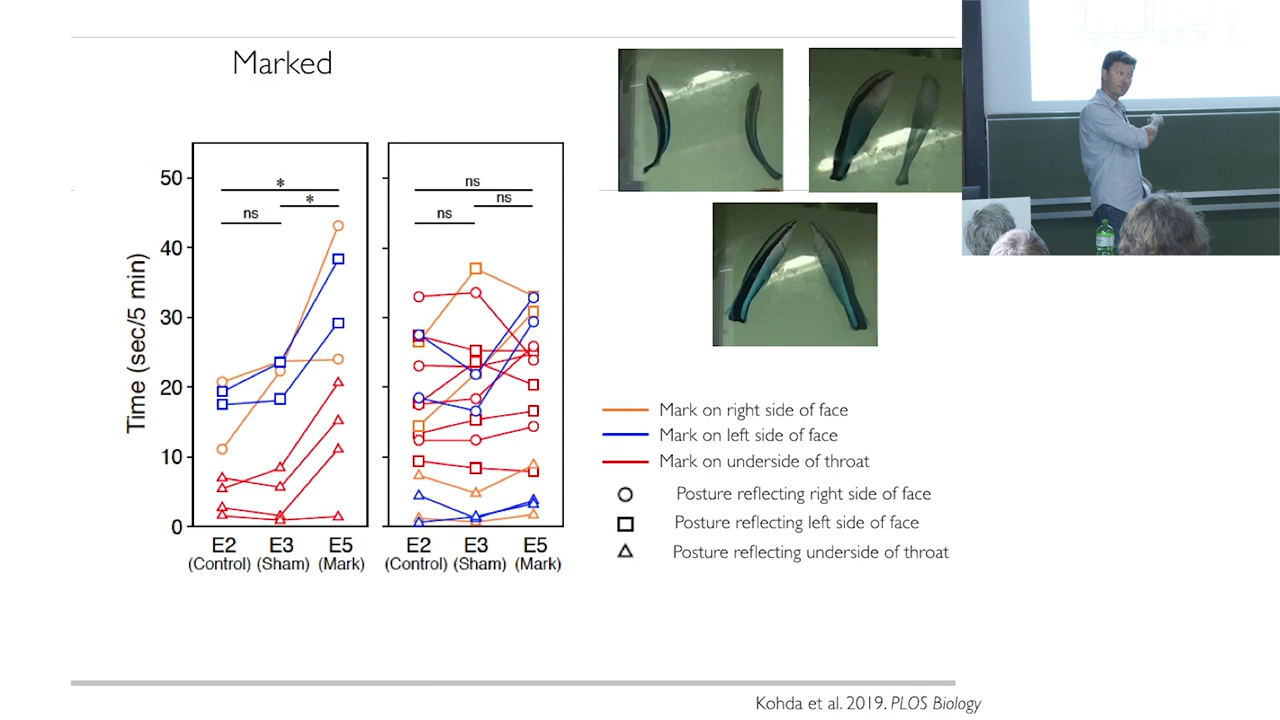 Marked
Time (sec/5 min)
50
40
30
20
10
0
*
*
ns
ns
ns
ns
E2 E3 E5
(Control) (Sham) (Mark)
E2 E3 E5
(Control) (Sham) (Mark)
Mark on right side of face
Mark on left side of face
Mark on underside of throat
Posture reflecting right side of face
Posture reflecting left side of face
Posture reflecting underside of throat
Kohda et al. 2019. PLOS Biology